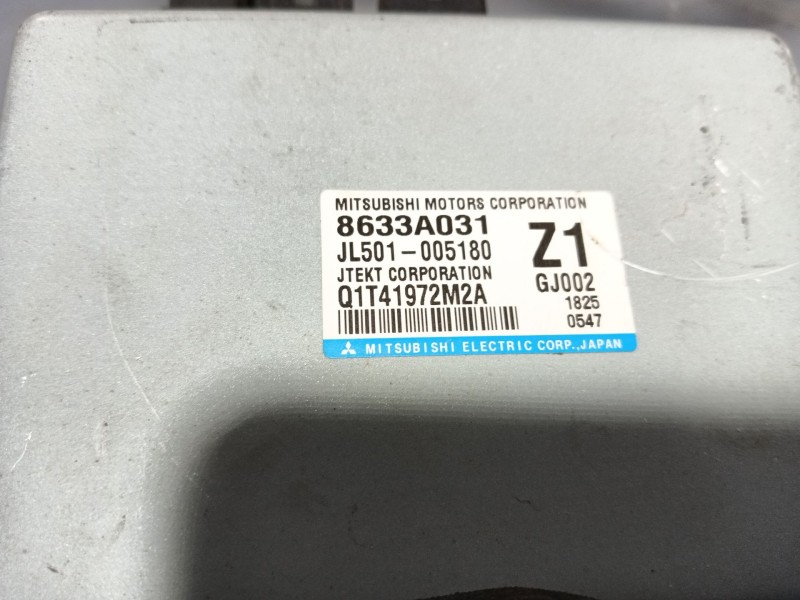 MITSUBISHI MOTORS CORPORATION
8633A031
JL501-005180
Z1
JTEKT CORPORATION
GJ002
Q1T41972M2A
1825
0547
MITSUBISHI ELECTRIC CORP., JAPAN